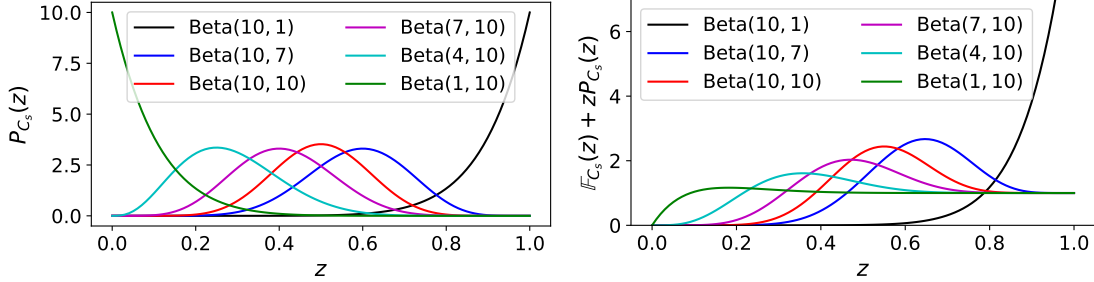 10.0
7.5
5.0
2.5
0.0
P_{C_s}(z)
Beta(10, 1)
Beta(10, 7)
Beta(10, 10)
Beta(7, 10)
Beta(4, 10)
Beta(1, 10)
0.0 0.2 0.4 0.6 0.8 1.0
z
6
4
2
0
𝔽_{C_s}(z) + zP_{C_s}(z)
Beta(10, 1)
Beta(10, 7)
Beta(10, 10)
Beta(7, 10)
Beta(4, 10)
Beta(1, 10)
0.0 0.2 0.4 0.6 0.8 1.0
z